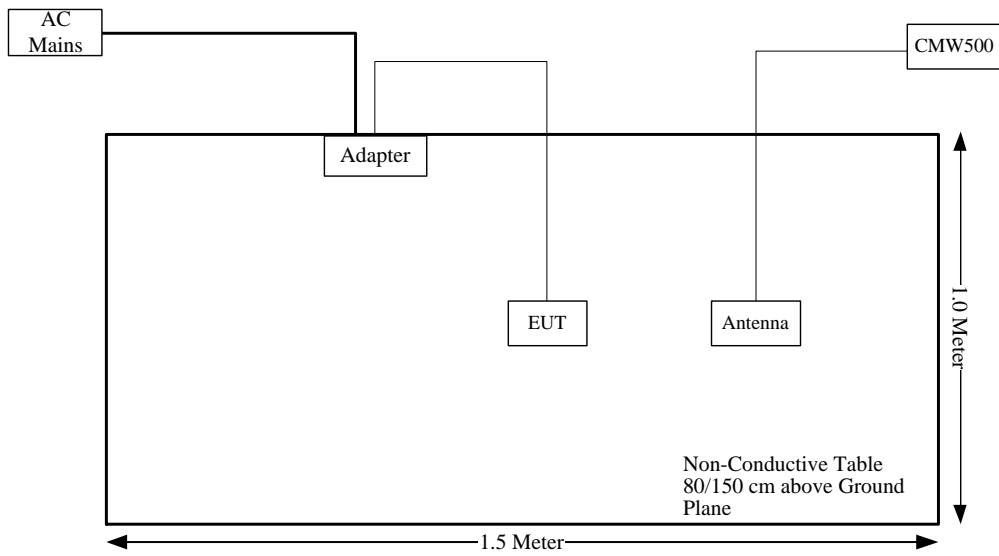 AC
Mains
CMW500
Adapter
EUT
Antenna
1.0 Meter
Non-Conductive Table
80/150 cm above Ground
Plane
1.5 Meter